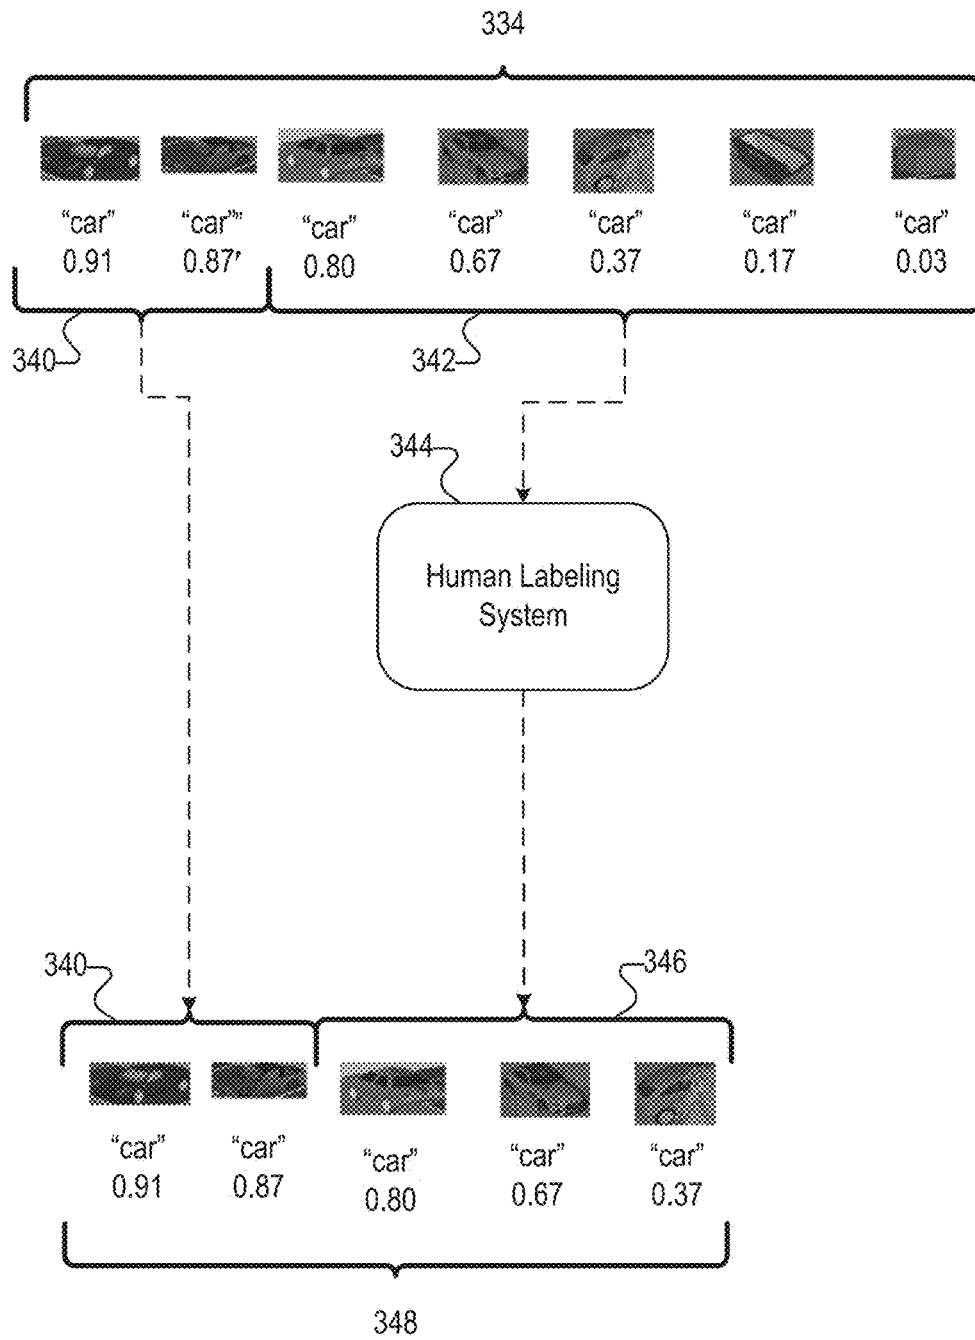 334
“car” “car”” “car” “car” “car” “car” “car”
0.91 0.87' 0.80 0.67 0.37 0.17 0.03
340 342
344
Human Labeling
System
340 346
“car” “car” “car” “car” “car”
0.91 0.87 0.80 0.67 0.37
348